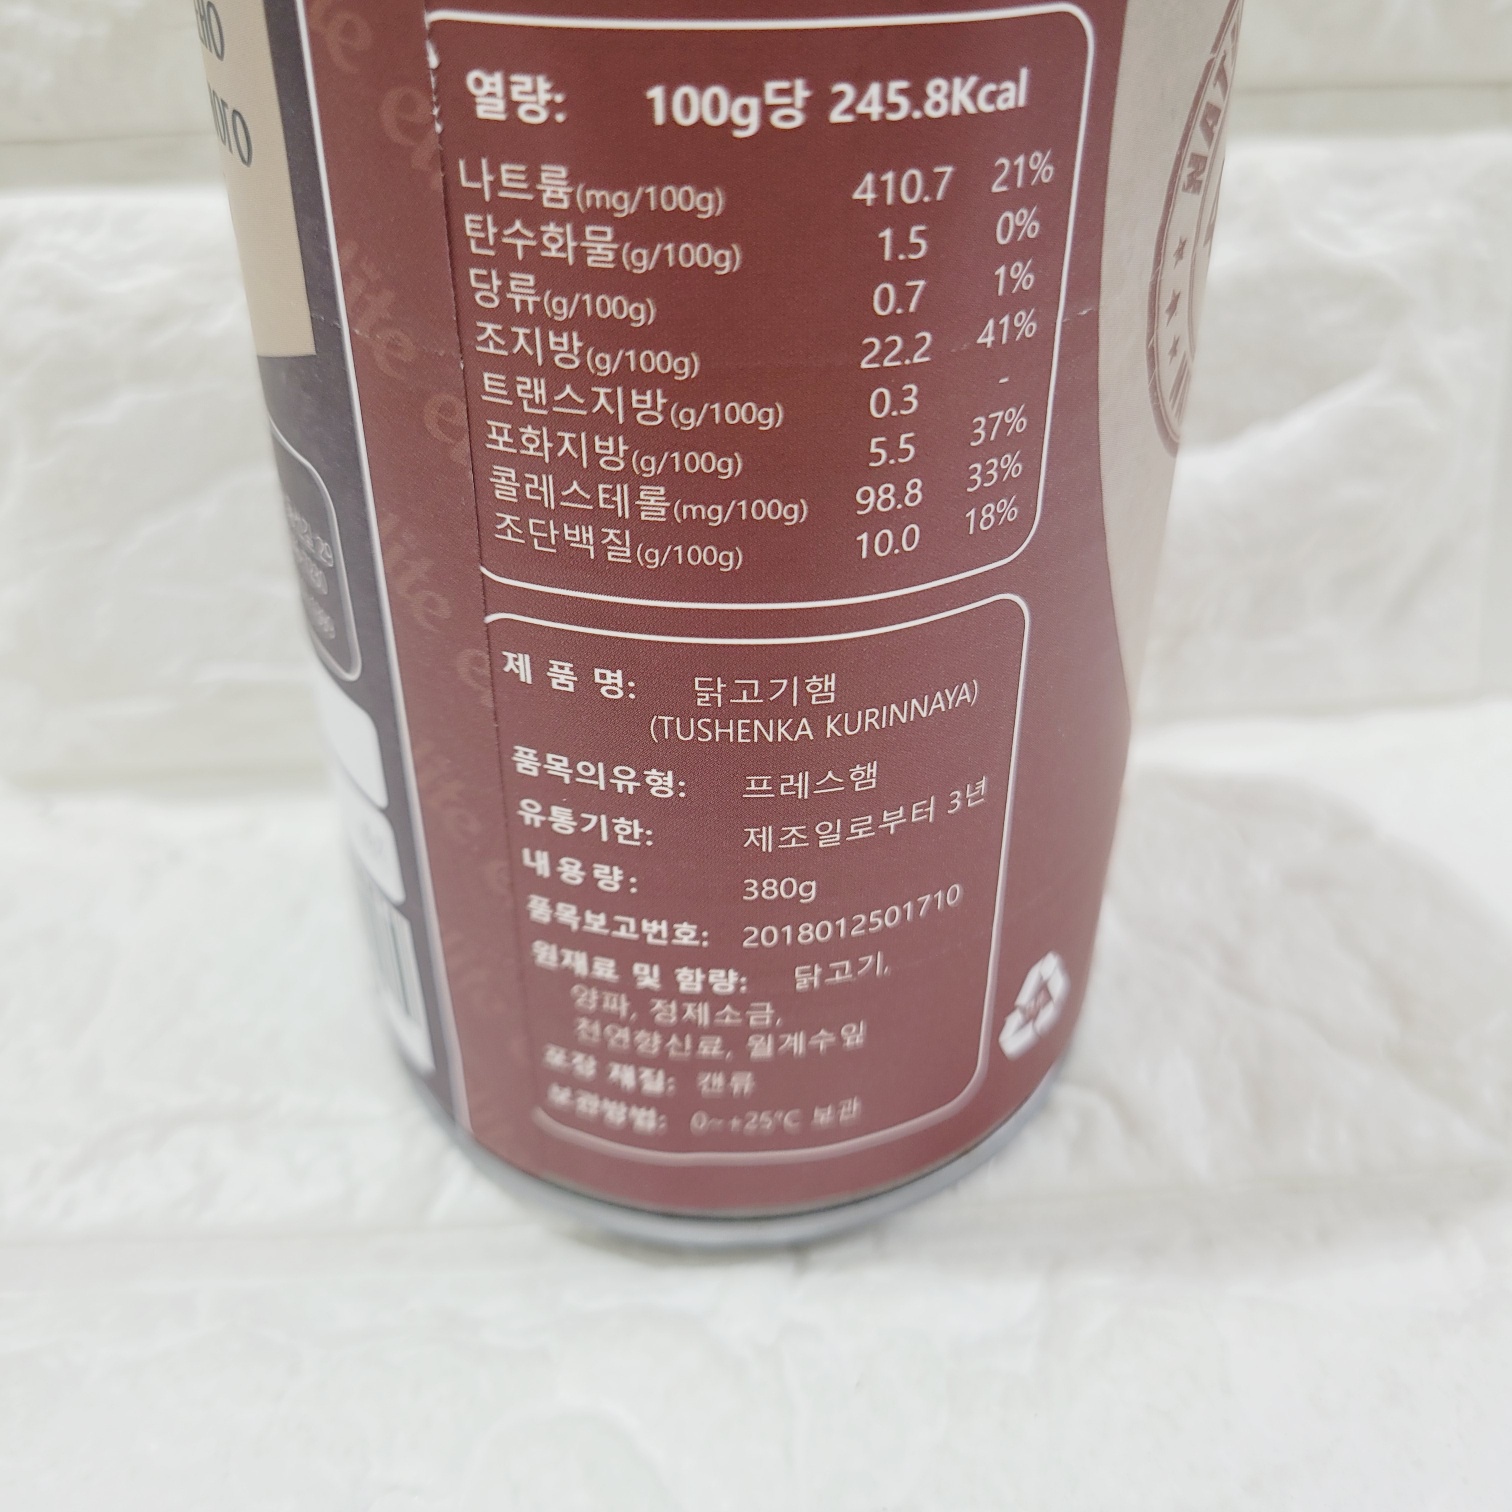 열량: 100g당 245.8Kcal
나트륨(mg/100g) 410.7 21%
탄수화물(g/100g) 1.5 0%
당류(g/100g) 0.7 1%
조지방(g/100g) 22.2 41%
트랜스지방(g/100g) 0.3 -
포화지방(g/100g) 5.5 37%
콜레스테롤(mg/100g) 98.8 33%
조단백질(g/100g) 10.0 18%
제 품 명: 닭고기햄
(TUSHENKA KURINNAYA)
품목의유형: 프레스햄
유통기한: 제조일로부터 3년
내 용 량: 380g
품목보고번호: 2018012501710
원재료 및 함량: 닭고기,
양파, 정제소금,
천연향신료, 월계수잎
포장 재질: 캔류
보관방법: 0~+25℃ 보관